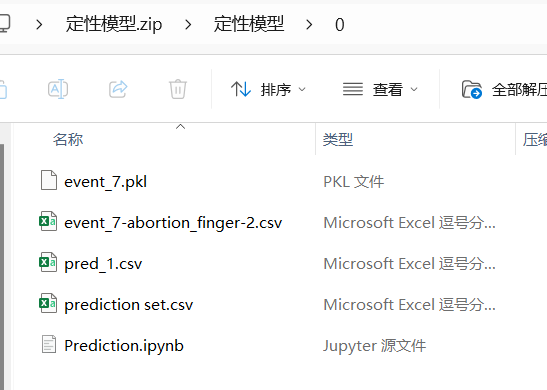 定性模型.zip > 定性模型 > 0
排序 查看 全部解压
名称 类型 压缩
event_7.pkl PKL 文件
event_7-abortion_finger-2.csv Microsoft Excel 逗号分...
pred_1.csv Microsoft Excel 逗号分...
prediction set.csv Microsoft Excel 逗号分...
Prediction.ipynb Jupyter 源文件